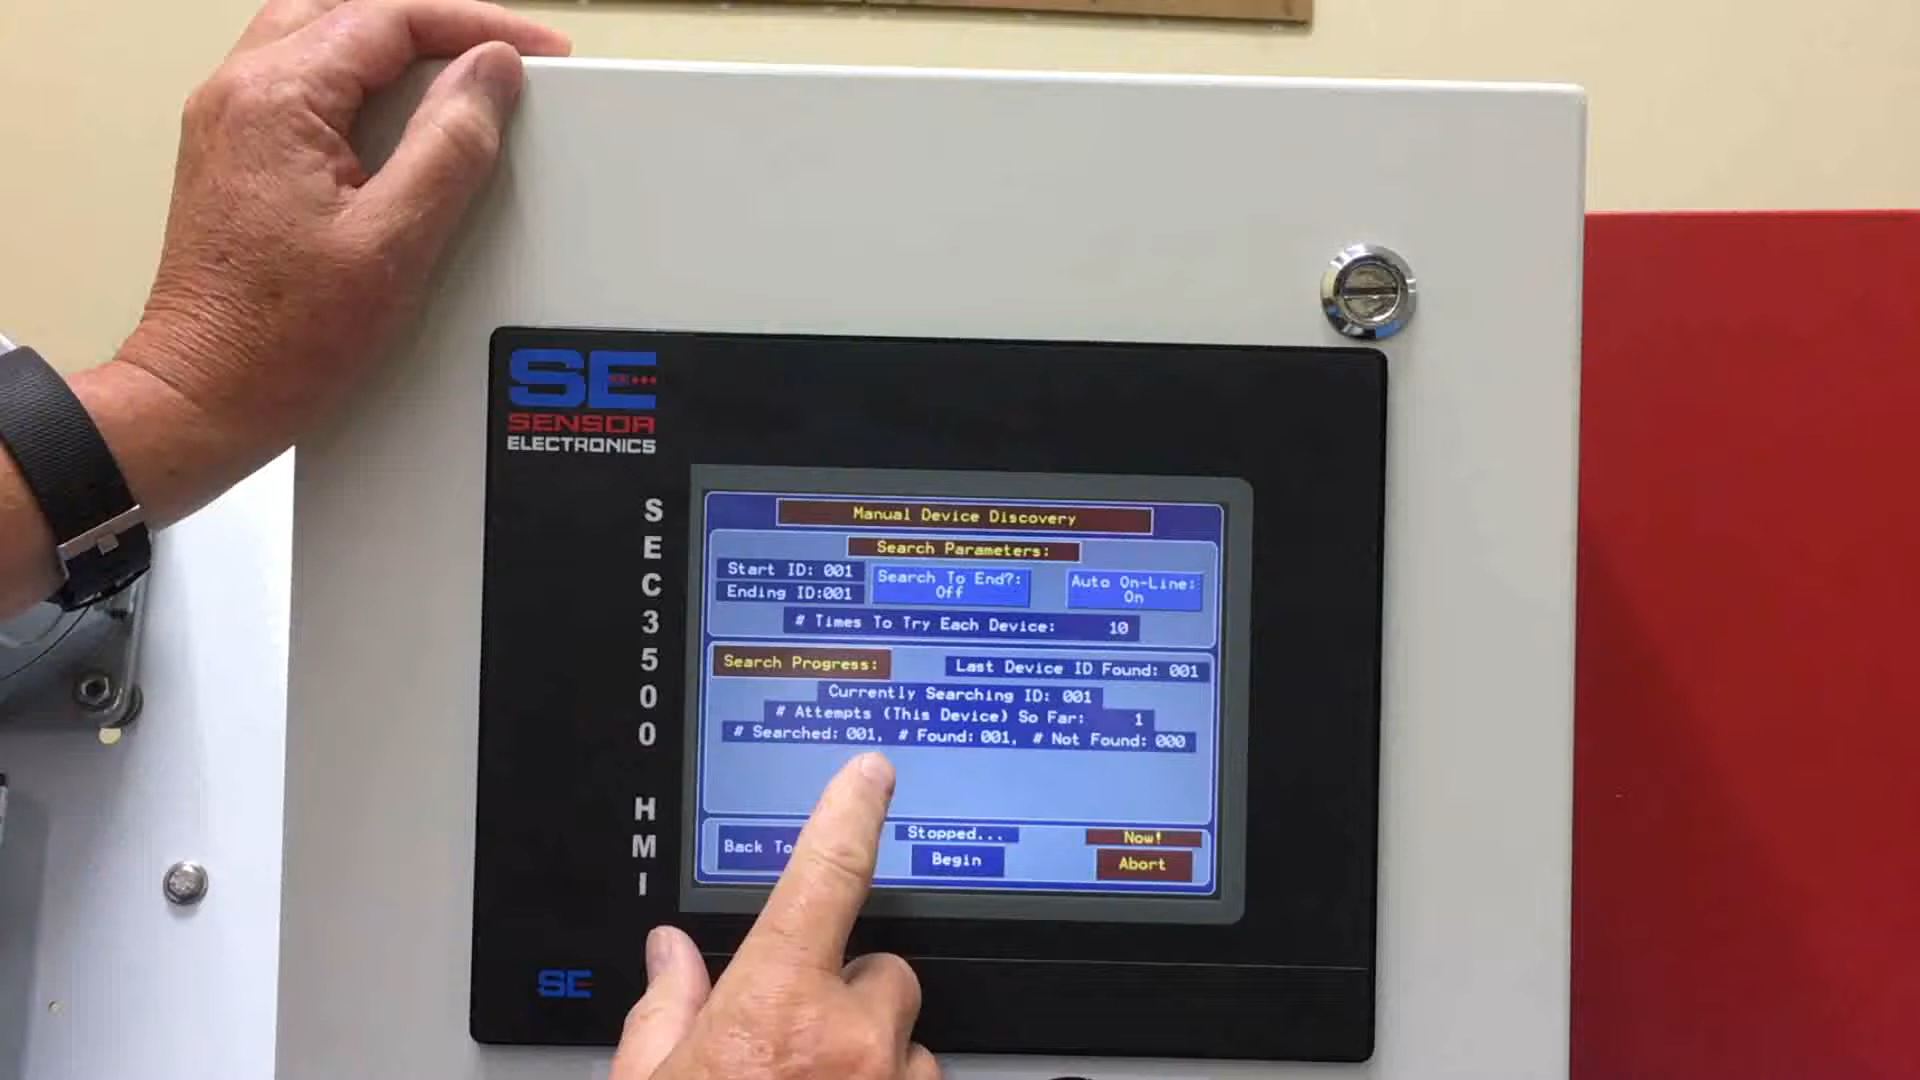 SE
SENSOR
ELECTRONICS
SEC3500 HMI
Manual Device Discovery
Search Parameters:
Start ID: 001
Ending ID:001
Search To End?:
Off
Auto On-Line:
On
# Times To Try Each Device: 10
Search Progress:
Last Device ID Found: 001
Currently Searching ID: 001
# Attempts (This Device) So Far: 1
# Searched: 001, # Found: 001, # Not Found: 000
Back To
Stopped...
Begin
Now!
Abort
SE